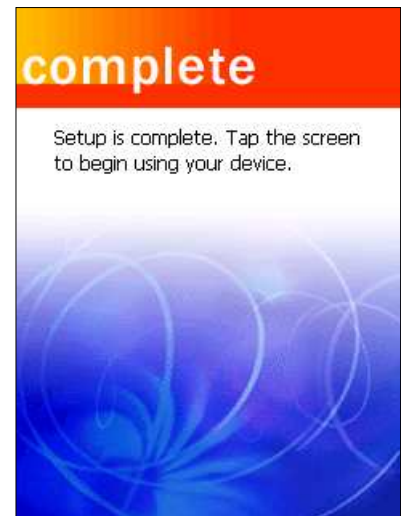 complete
Setup is complete. Tap the screen
to begin using your device.